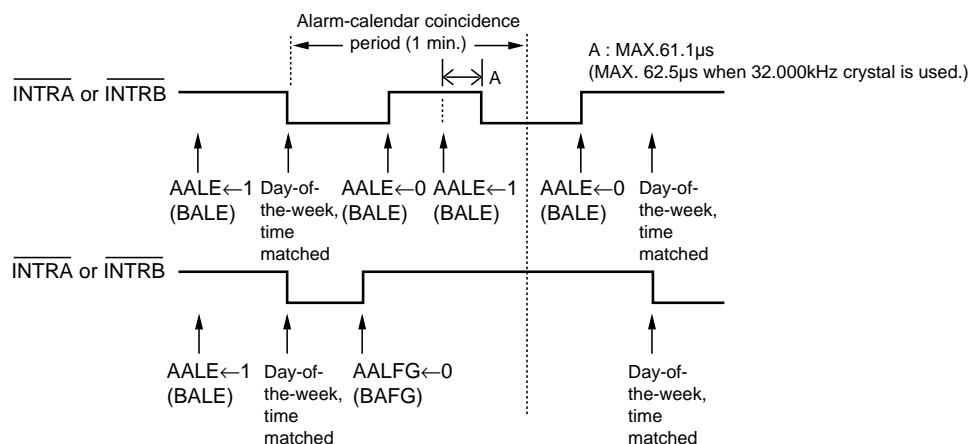 Alarm-calendar coincidence
period (1 min.)
A : MAX.61.1µs
(MAX. 62.5µs when 32.000kHz crystal is used.)
A
INTRA or INTRB
AALE←1
(BALE)
Day-of-
the-week,
time
matched
AALE←0
(BALE)
AALE←1
(BALE)
AALE←0
(BALE)
Day-of-
the-week,
time
matched
INTRA or INTRB
AALE←1
(BALE)
Day-of-
the-week,
time
matched
AALFG←0
(BAFG)
Day-of-
the-week,
time
matched